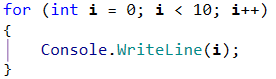 for (int i = 0; i < 10; i++)
{
    Console.WriteLine(i);
}